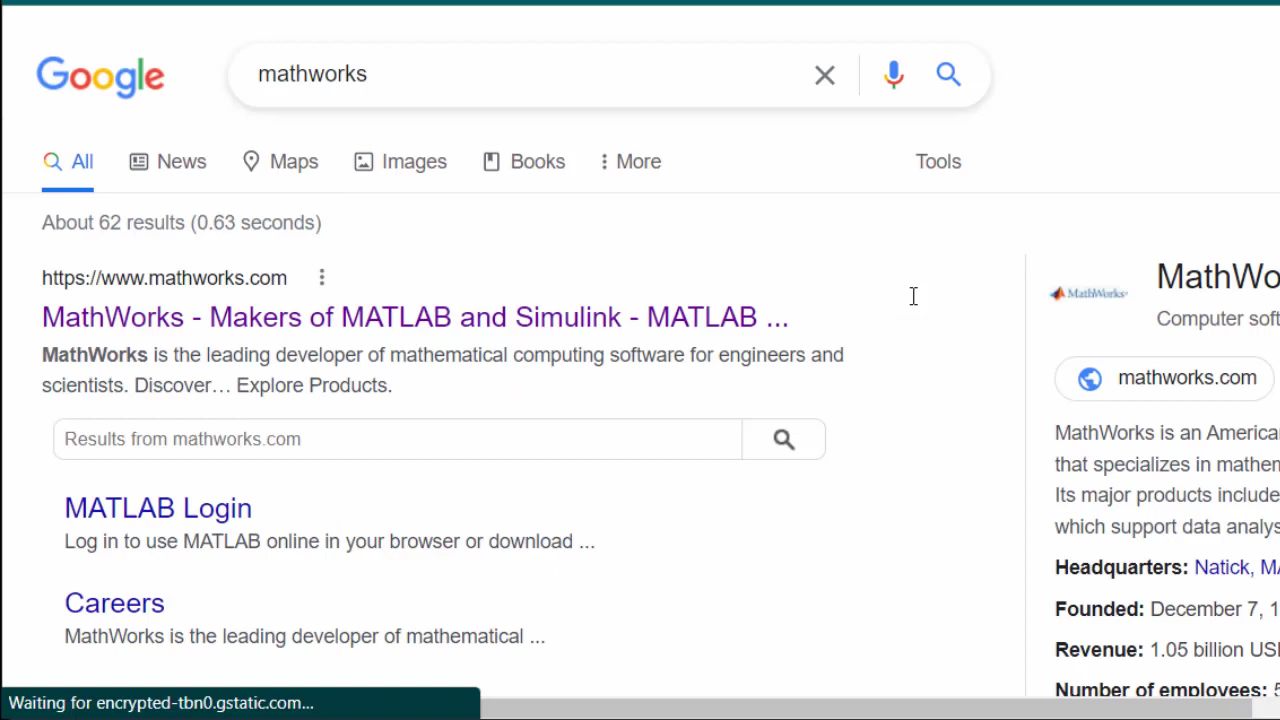 Google
mathworks
All News Maps Images Books More Tools
About 62 results (0.63 seconds)
https://www.mathworks.com
MathWorks - Makers of MATLAB and Simulink - MATLAB ...
MathWorks is the leading developer of mathematical computing software for engineers and
scientists. Discover… Explore Products.
Results from mathworks.com
MATLAB Login
Log in to use MATLAB online in your browser or download ...
Careers
MathWorks is the leading developer of mathematical ...
MathWorks
MathWo
Computer soft
mathworks.com
MathWorks is an America
that specializes in mathem
Its major products include
which support data analys
Headquarters: Natick, MA
Founded: December 7, 1
Revenue: 1.05 billion US
Number of employees: 5
Waiting for encrypted-tbn0.gstatic.com...